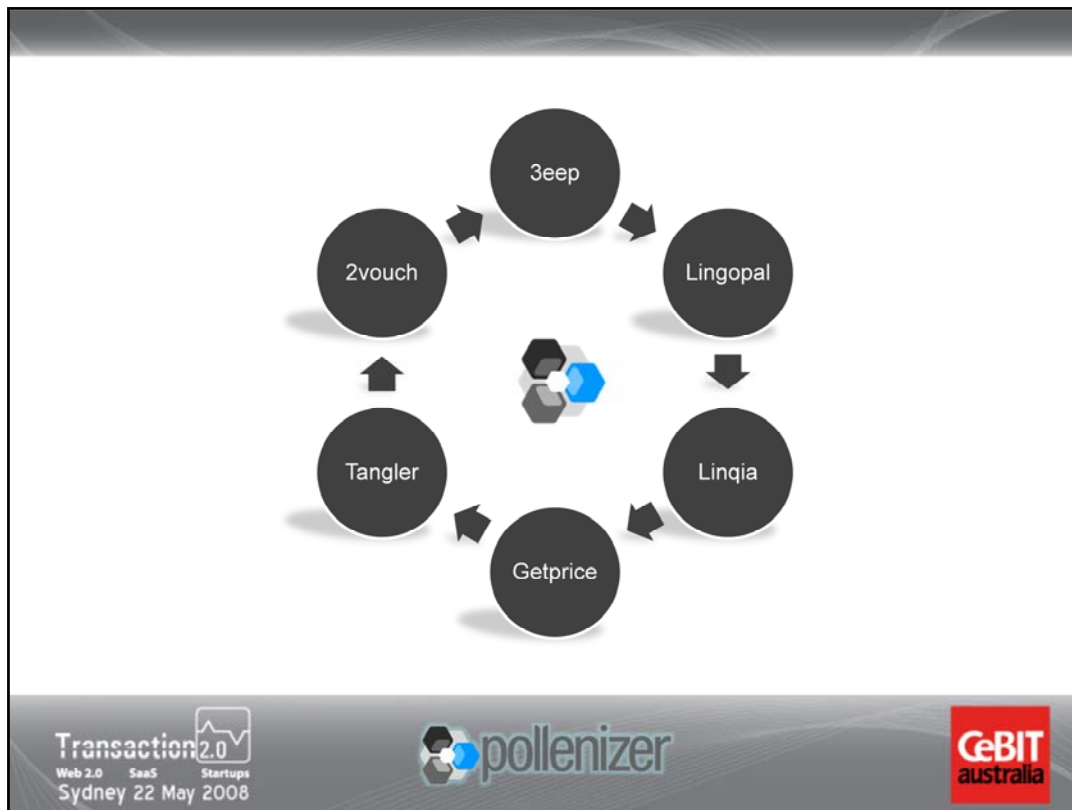 3eep
2vouch
Lingopal
Tangler
Linqia
Getprice
Transaction 2.0
Web 2.0 SaaS Startups
Sydney 22 May 2008
pollenizer
CeBIT
australia